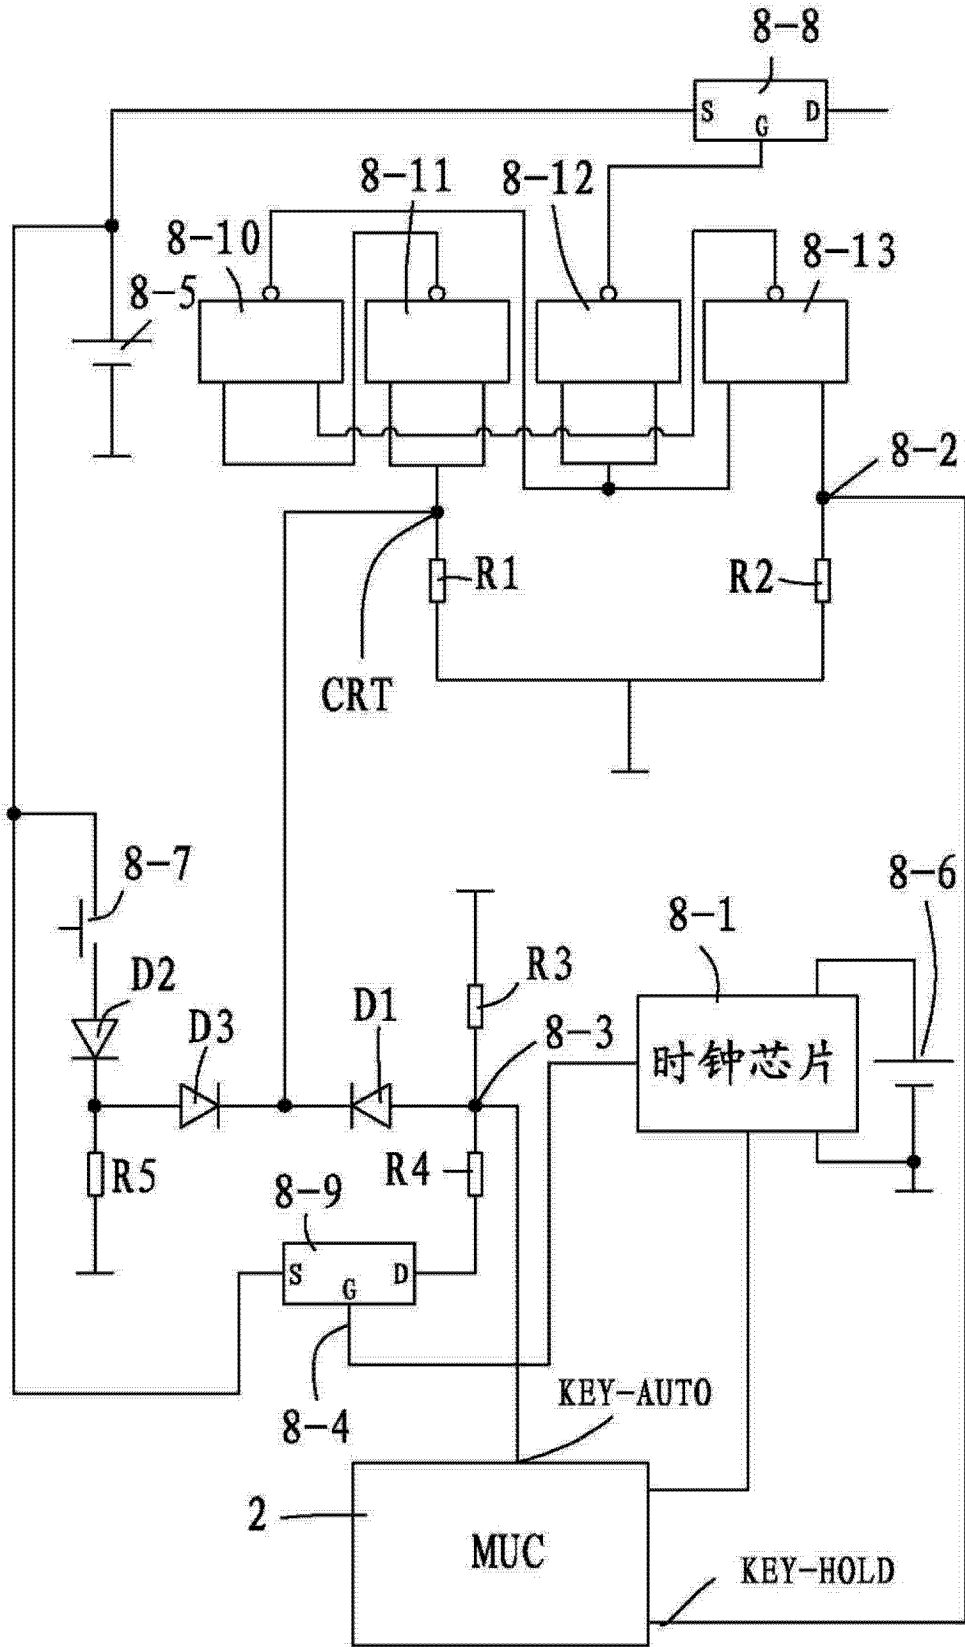 8-8
S
G
D
8-11
8-12
8-10
8-13
8-5
8-2
R1
R2
CRT
8-7
8-6
8-1
D2
R3
D3
D1
8-3
时钟芯片
R5
R4
8-9
S
G
D
8-4
KEY-AUTO
2
MUC
KEY-HOLD